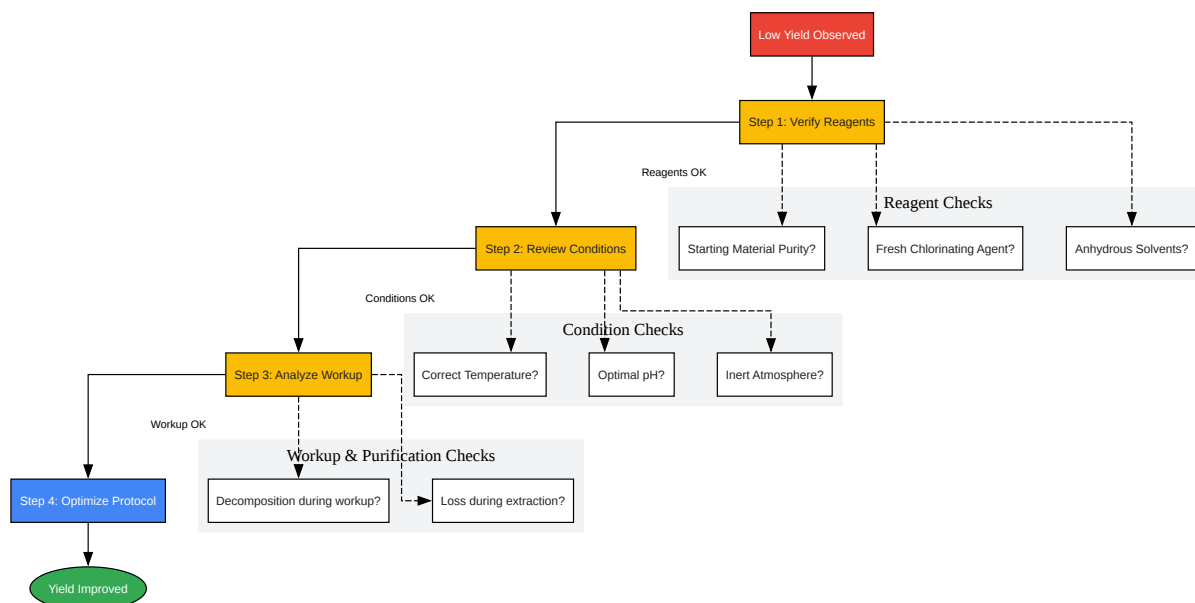 Low Yield Observed
Step 1: Verify Reagents
Reagents OK
Reagent Checks
Starting Material Purity?
Fresh Chlorinating Agent?
Anhydrous Solvents?
Step 2: Review Conditions
Conditions OK
Condition Checks
Correct Temperature?
Optimal pH?
Inert Atmosphere?
Step 3: Analyze Workup
Workup OK
Workup & Purification Checks
Decomposition during workup?
Loss during extraction?
Step 4: Optimize Protocol
Yield Improved